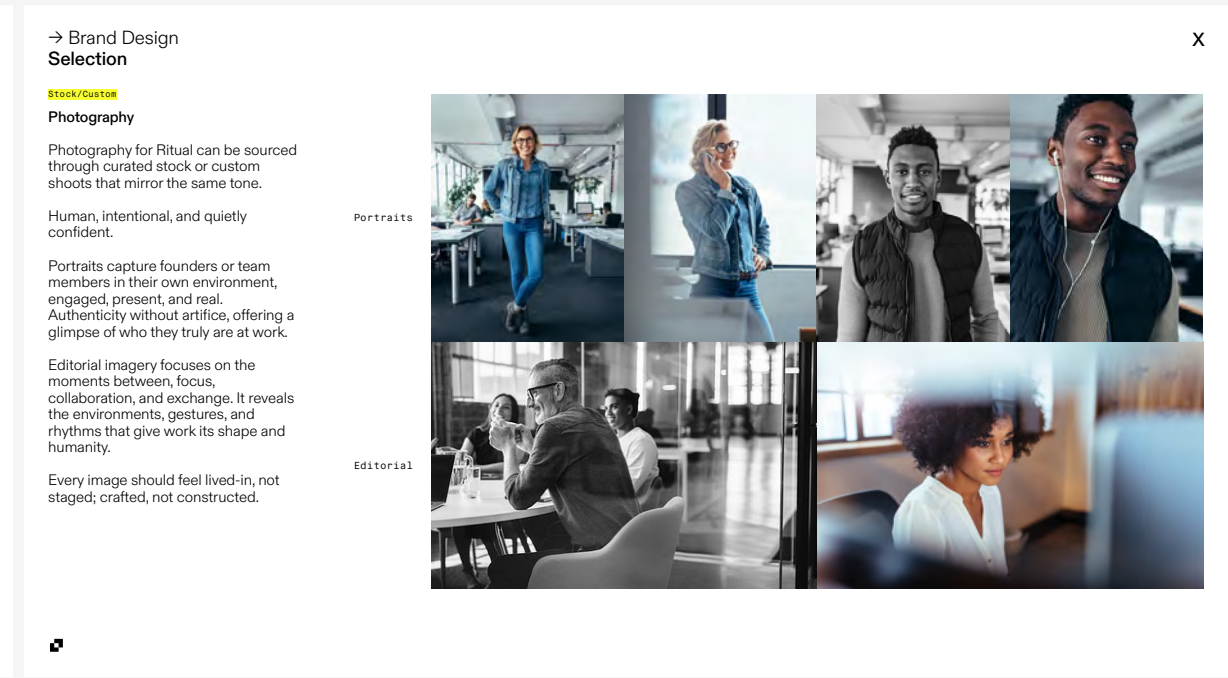 → Brand Design
Selection
X
Stock/Custom
Photography
Photography for Ritual can be sourced
through curated stock or custom
shoots that mirror the same tone.
Human, intentional, and quietly
confident.
Portraits capture founders or team
members in their own environment,
engaged, present, and real.
Authenticity without artifice, offering a
glimpse of who they truly are at work.
Editorial imagery focuses on the
moments between, focus,
collaboration, and exchange. It reveals
the environments, gestures, and
rhythms that give work its shape and
humanity.
Every image should feel lived-in, not
staged; crafted, not constructed.
Portraits
Editorial